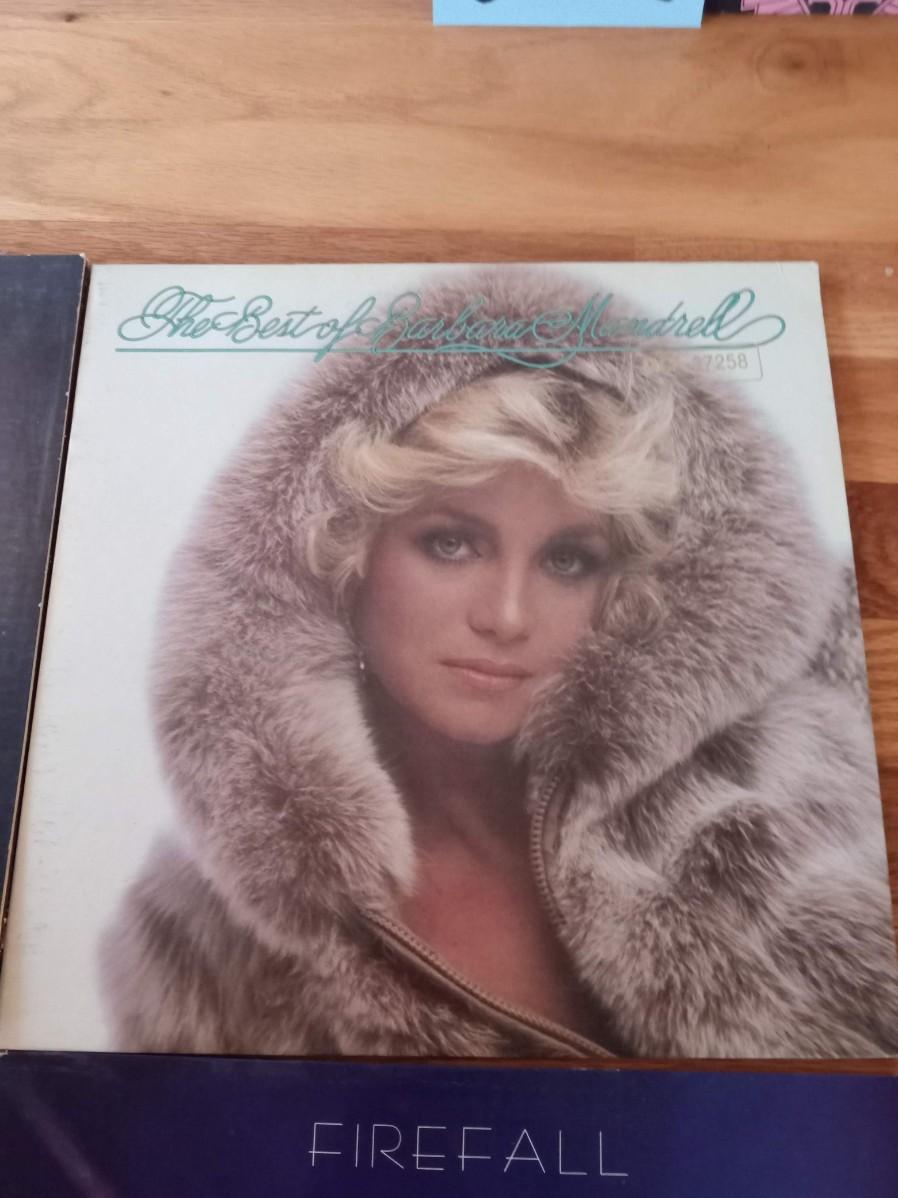 The Best of Barbara Mandrell
7258
FIREFALL